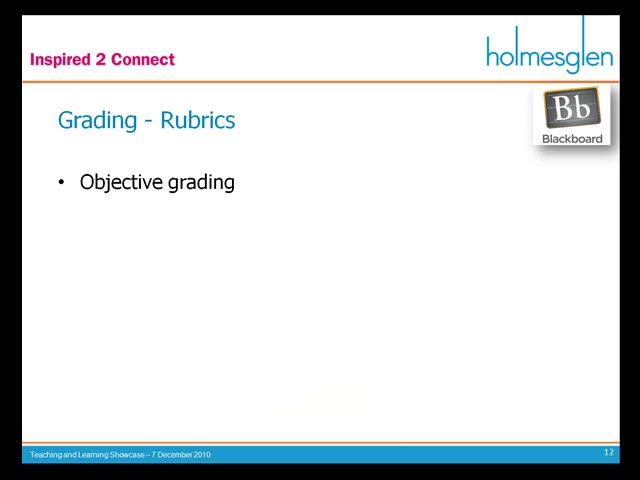 Inspired 2 Connect
holmesglen
Bb
Blackboard
Grading - Rubrics
• Objective grading
Teaching and Learning Showcase – 7 December 2010
12